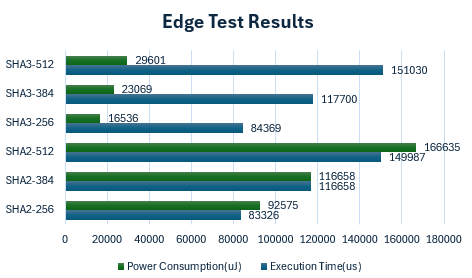 Edge Test Results
SHA3-512
29601
151030
SHA3-384
23069
117700
SHA3-256
16536
84369
SHA2-512
166635
149987
SHA2-384
116658
116658
SHA2-256
92575
83326
0 20000 40000 60000 80000 100000 120000 140000 160000 180000
Power Consumption(uJ) Execution Time(us)